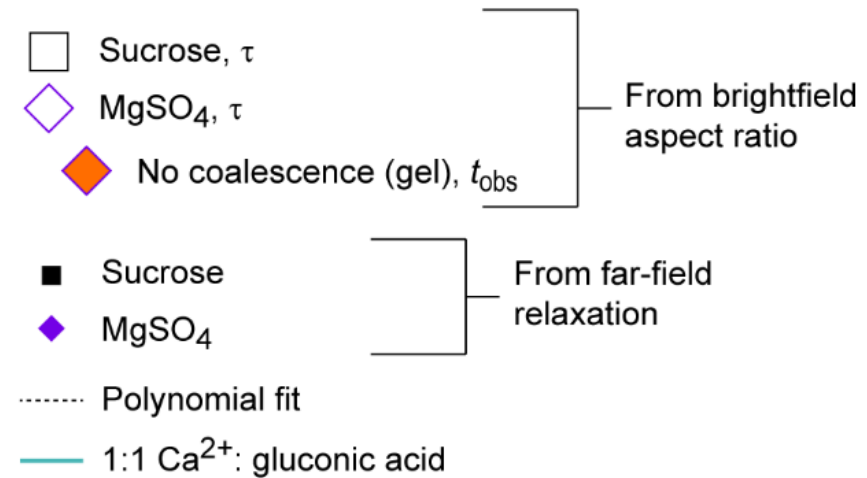 Sucrose, τ
MgSO₄, τ
From brightfield
aspect ratio
No coalescence (gel), t_obs
Sucrose
From far-field
relaxation
MgSO₄
Polynomial fit
1:1 Ca²⁺: gluconic acid